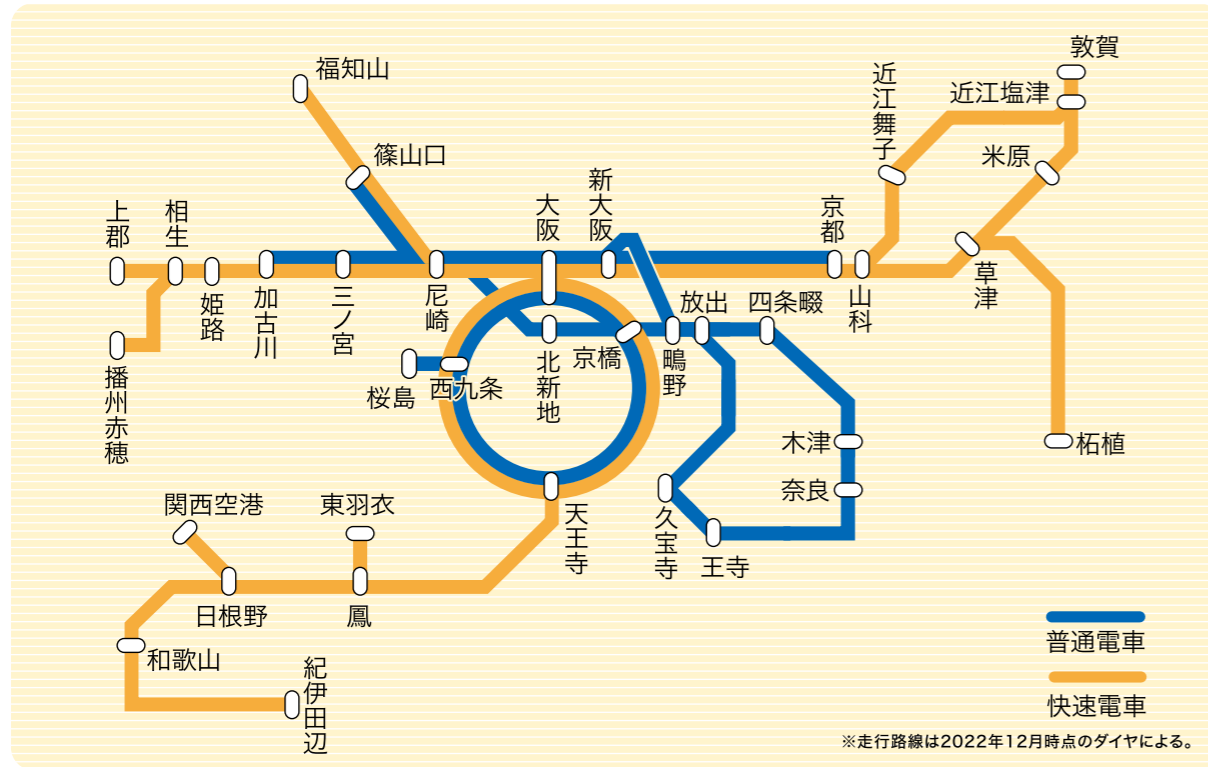 敦賀
福知山
近江舞子
近江塩津
篠山口
米原
新大阪
大阪
京都
上郡
相生
姫路
加古川
三ノ宮
尼崎
放出
四条畷
山科
草津
北新地
京橋
鴫野
桜島
西九条
播州赤穂
木津
柘植
奈良
関西空港
東羽衣
天王寺
久宝寺
王寺
日根野
鳳
和歌山
紀伊田辺
普通電車
快速電車
※走行路線は2022年12月時点のダイヤによる。